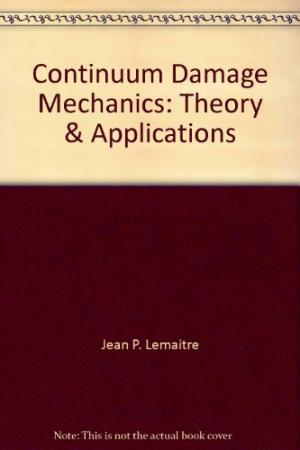 Continuum Damage
Mechanics: Theory
& Applications
Jean P. Lemaitre
Note: This is not the actual book cover